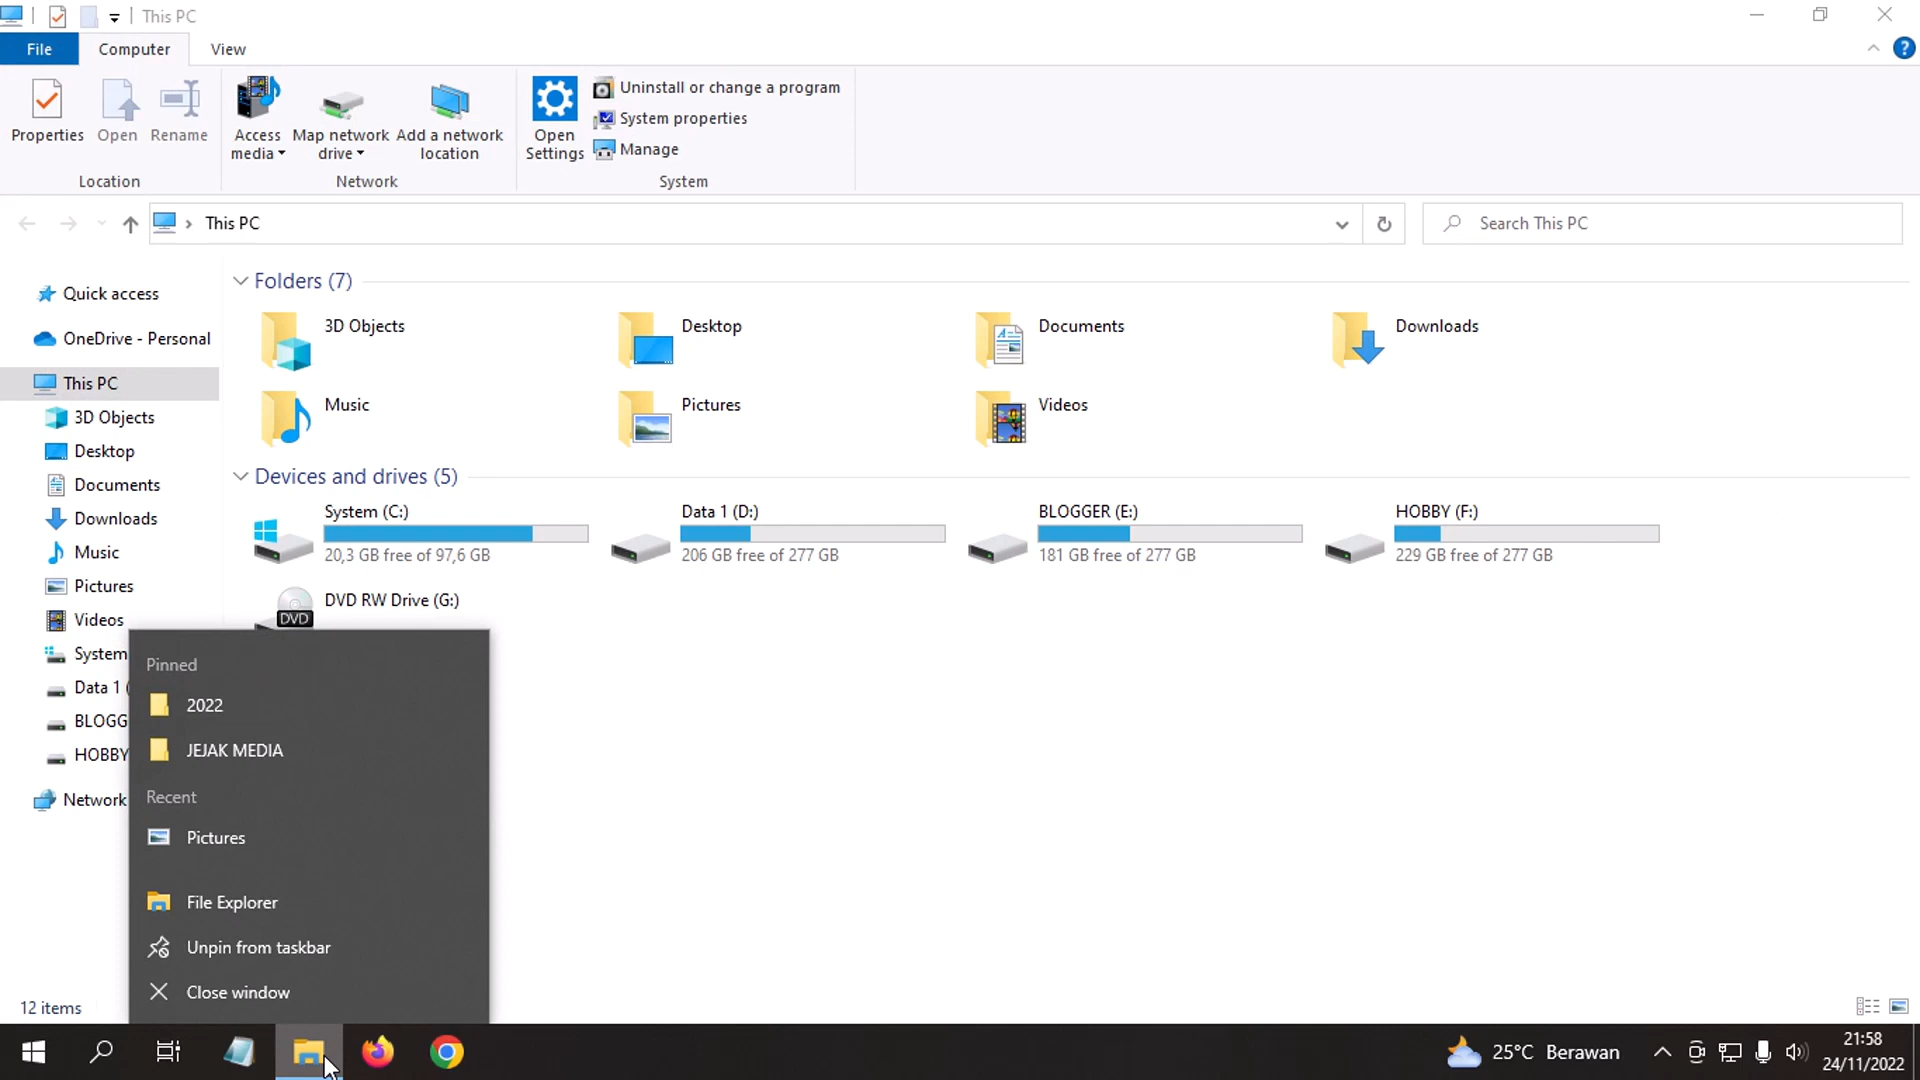 This PC
File Computer View
Properties Open Rename
Access media Map network drive Add a network location
Open Settings
Uninstall or change a program
System properties
Manage
Location Network System
This PC
Search This PC
Quick access
OneDrive - Personal
This PC
3D Objects
Desktop
Documents
Downloads
Music
Pictures
Videos
System
Data 1 (
BLOGG
HOBBY
Network
Folders (7)
3D Objects Desktop Documents Downloads
Music Pictures Videos
Devices and drives (5)
System (C:)
20,3 GB free of 97,6 GB
Data 1 (D:)
206 GB free of 277 GB
BLOGGER (E:)
181 GB free of 277 GB
HOBBY (F:)
229 GB free of 277 GB
DVD RW Drive (G:)
DVD
Pinned
2022
JEJAK MEDIA
Recent
Pictures
File Explorer
Unpin from taskbar
Close window
12 items
25°C Berawan
21:58
24/11/2022